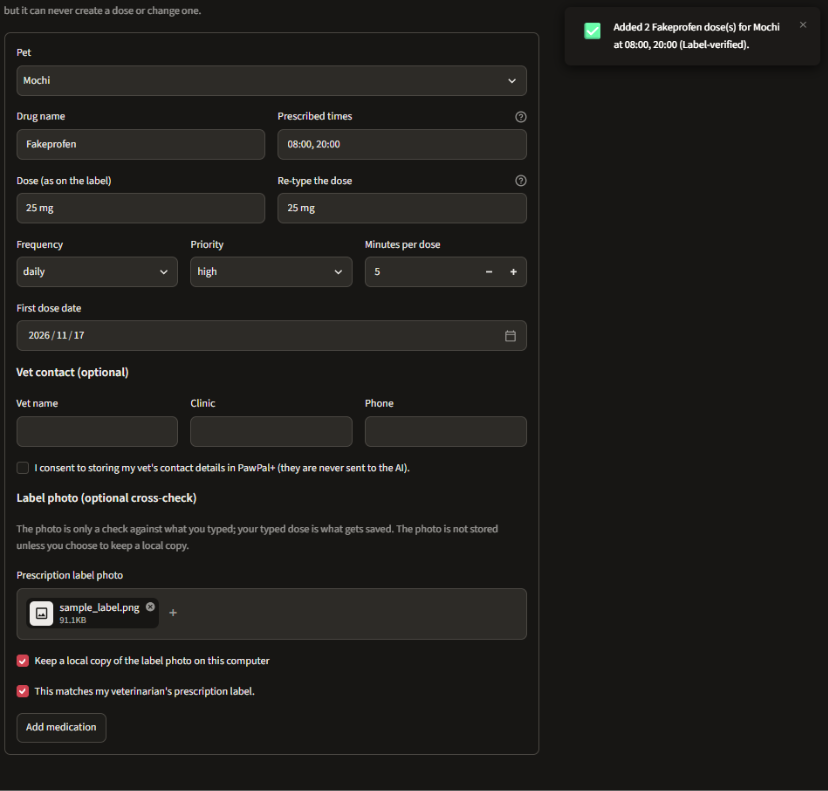 but it can never create a dose or change one.
Added 2 Fakeprofen dose(s) for Mochi
at 08:00, 20:00 (Label-verified).
Pet
Mochi
Drug name
Prescribed times
Fakeprofen
08:00, 20:00
Dose (as on the label)
Re-type the dose
25 mg
25 mg
Frequency
Priority
Minutes per dose
daily
high
5
First dose date
2026 / 11 / 17
Vet contact (optional)
Vet name
Clinic
Phone
I consent to storing my vet's contact details in PawPal+ (they are never sent to the AI).
Label photo (optional cross-check)
The photo is only a check against what you typed; your typed dose is what gets saved. The photo is not stored
unless you choose to keep a local copy.
Prescription label photo
sample_label.png
91.1KB
Keep a local copy of the label photo on this computer
This matches my veterinarian's prescription label.
Add medication